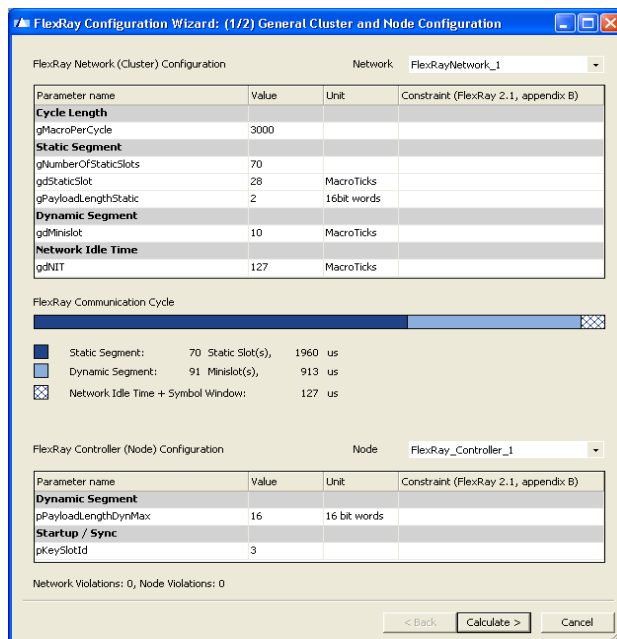 FlexRay Configuration Wizard: (1/2) General Cluster and Node Configuration
FlexRay Network (Cluster) Configuration Network FlexRayNetwork_1
Parameter name Value Unit Constraint (FlexRay 2.1, appendix B)
Cycle Length
gMacroPerCycle 3000
Static Segment
gNumberOfStaticSlots 70
gdStaticSlot 28 MacroTicks
gPayloadLengthStatic 2 16bit words
Dynamic Segment
gdMinislot 10 MacroTicks
Network Idle Time
gdNIT 127 MacroTicks
FlexRay Communication Cycle
Static Segment: 70 Static Slot(s), 1960 us
Dynamic Segment: 91 Minislot(s), 913 us
Network Idle Time + Symbol Window: 127 us
FlexRay Controller (Node) Configuration Node FlexRay_Controller_1
Parameter name Value Unit Constraint (FlexRay 2.1, appendix B)
Dynamic Segment
pPayloadLengthDynMax 16 16 bit words
Startup / Sync
pKeySlotId 3
Network Violations: 0, Node Violations: 0
< Back Calculate > Cancel